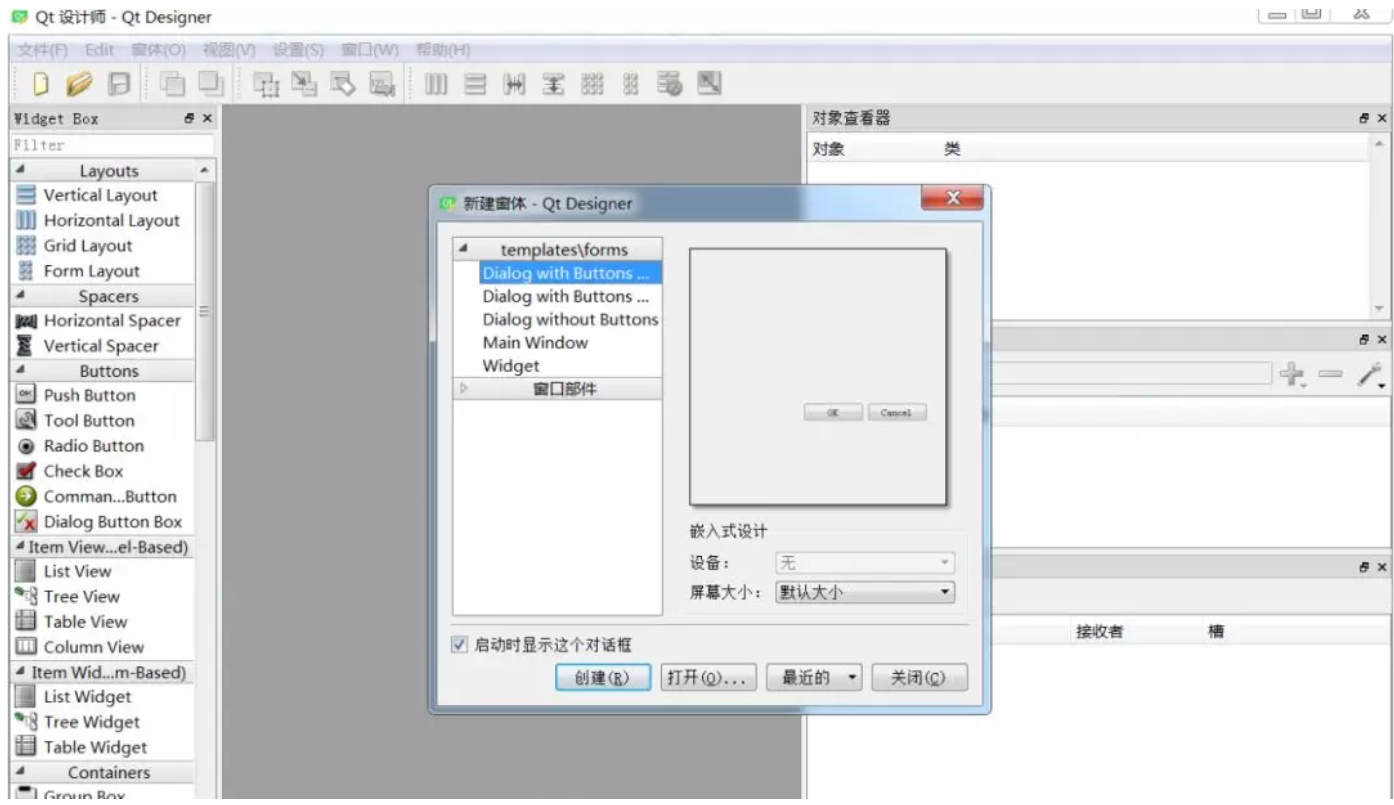 Qt 设计师 - Qt Designer
文件(F) Edit 窗体(O) 视图(V) 设置(S) 窗口(W) 帮助(H)
Widget Box
Filter
Layouts
Vertical Layout
Horizontal Layout
Grid Layout
Form Layout
Spacers
Horizontal Spacer
Vertical Spacer
Buttons
Push Button
Tool Button
Radio Button
Check Box
Comman...Button
Dialog Button Box
Item View...el-Based)
List View
Tree View
Table View
Column View
Item Wid...m-Based)
List Widget
Tree Widget
Table Widget
Containers
Group Box
新建窗体 - Qt Designer
templates\forms
Dialog with Buttons ...
Dialog with Buttons ...
Dialog without Buttons
Main Window
Widget
窗口部件
OK Cancel
嵌入式设计
设备: 无
屏幕大小: 默认大小
启动时显示这个对话框
创建(R) 打开(O)... 最近的 关闭(C)
对象查看器
对象 类
接收者 槽